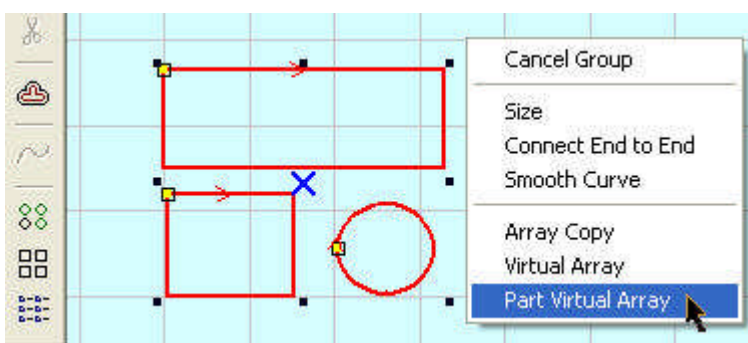 Cancel Group
Size
Connect End to End
Smooth Curve
Array Copy
Virtual Array
Part Virtual Array